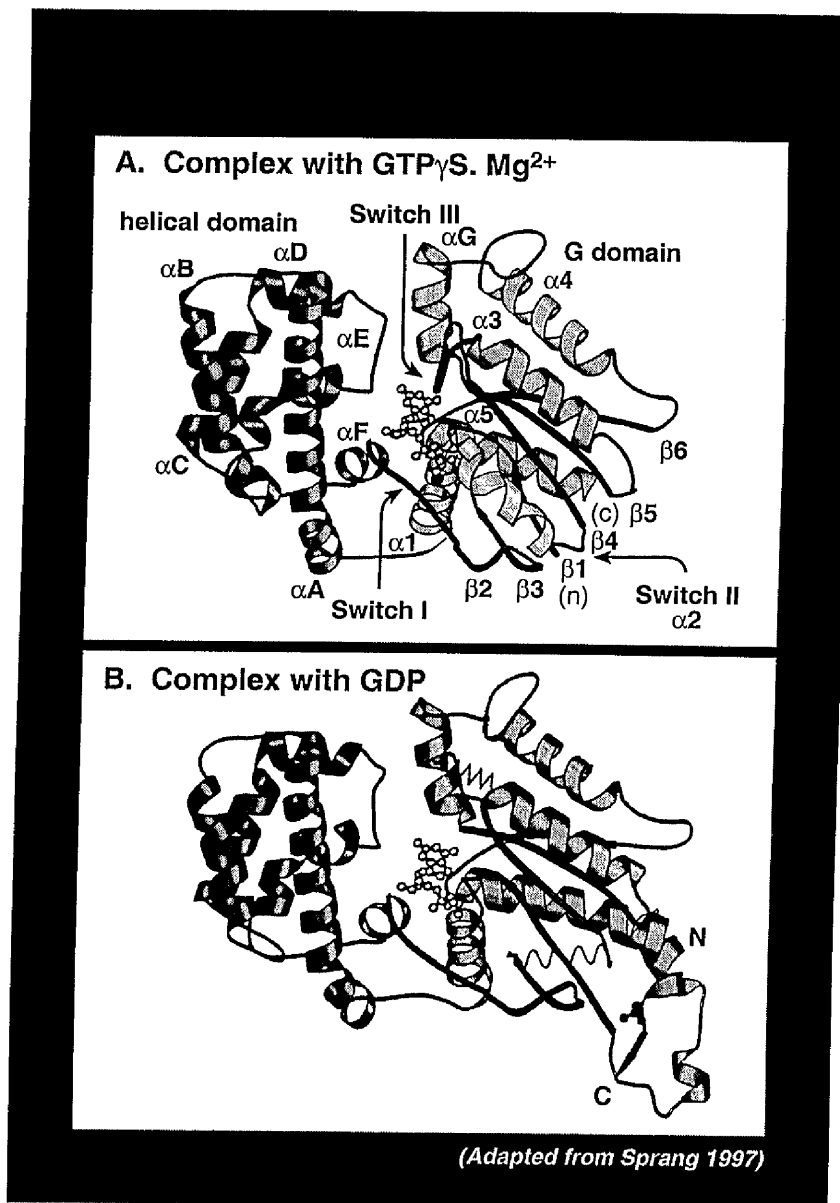 A. Complex with GTPγS. Mg²⁺
Switch III
helical domain
αG
G domain
αD
αB
α4
αE
α3
αF
α5
αC
β6
(c) β5
β4
α1
β1
αA
β2
β3
(n)
Switch I
Switch II
α2
B. Complex with GDP
N
C
(Adapted from Sprang 1997)